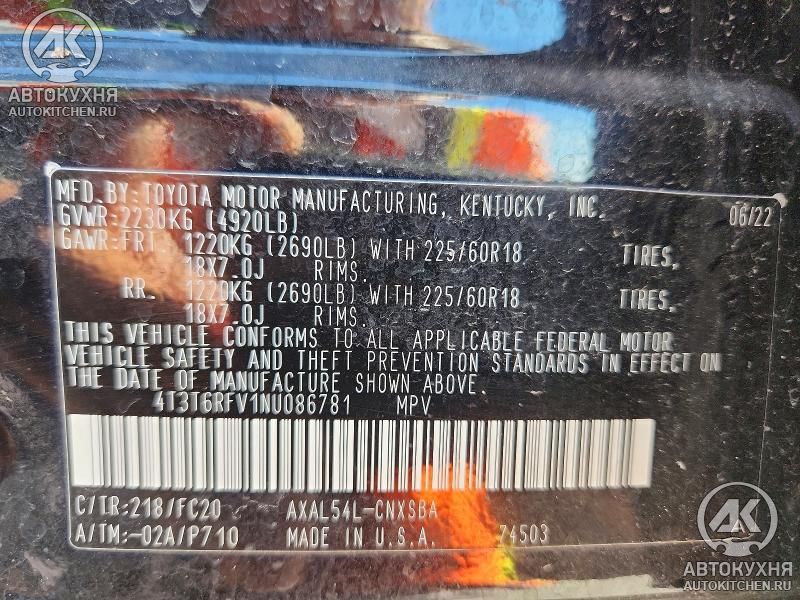 АК
АВТОКУХНЯ
AUTOKITCHEN.RU
MFD.BY:TOYOTA MOTOR MANUFACTURING, KENTUCKY, INC. 06/22
GVWR:2230KG (4920LB)
GAWR:FRT. 1220KG (2690LB) WITH 225/60R18 TIRES,
18X7.0J RIMS.
RR. 1220KG (2690LB) WITH 225/60R18 TIRES,
18X7.0J RIMS.
THIS VEHICLE CONFORMS TO ALL APPLICABLE FEDERAL MOTOR
VEHICLE SAFETY AND THEFT PREVENTION STANDARDS IN EFFECT ON
THE DATE OF MANUFACTURE SHOWN ABOVE.
4T3T6RFV1NU086781 MPV
C/TR:218/FC20 AXAL54L-CNXSBA
A/TM:-02A/P710 MADE IN U.S.A. 74503
АК
АВТОКУХНЯ
AUTOKITCHEN.RU